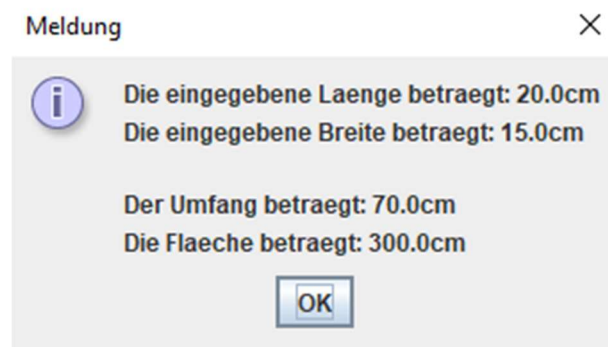 Meldung
Die eingegebene Laenge betraegt: 20.0cm
Die eingegebene Breite betraegt: 15.0cm
Der Umfang betraegt: 70.0cm
Die Flaeche betraegt: 300.0cm
OK